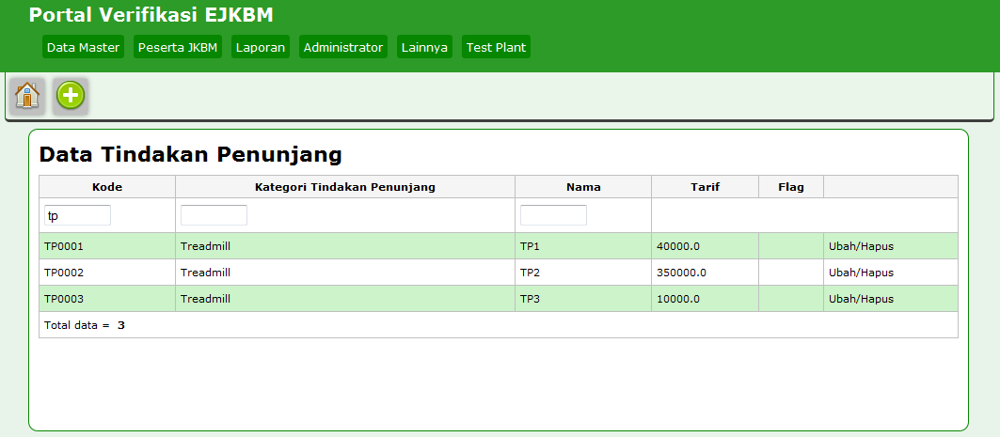 Portal Verifikasi EJKBM
Data Master Peserta JKBM Laporan Administrator Lainnya Test Plant
Data Tindakan Penunjang
Kode Kategori Tindakan Penunjang Nama Tarif Flag
tp
TP0001 Treadmill TP1 40000.0 Ubah/Hapus
TP0002 Treadmill TP2 350000.0 Ubah/Hapus
TP0003 Treadmill TP3 10000.0 Ubah/Hapus
Total data = 3